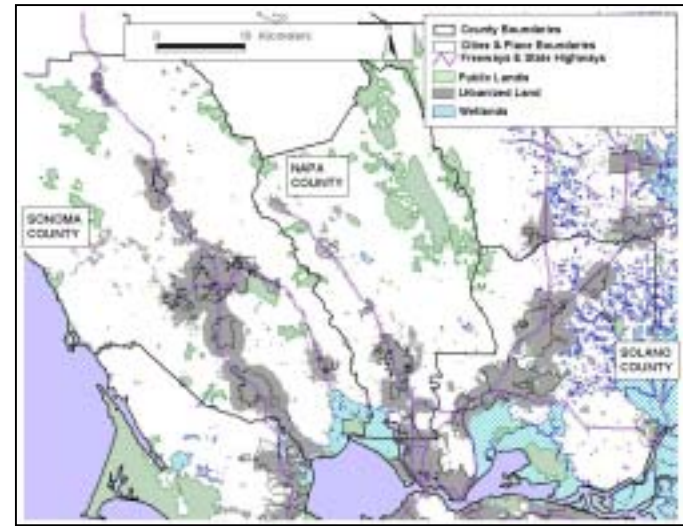 0 10 Kilometers
County Boundaries
Cities & Place Boundaries
Freeways & State Highways
Public Lands
Urbanized Land
Wetlands
NAPA
COUNTY
SONOMA
COUNTY
SOLANO
COUNTY